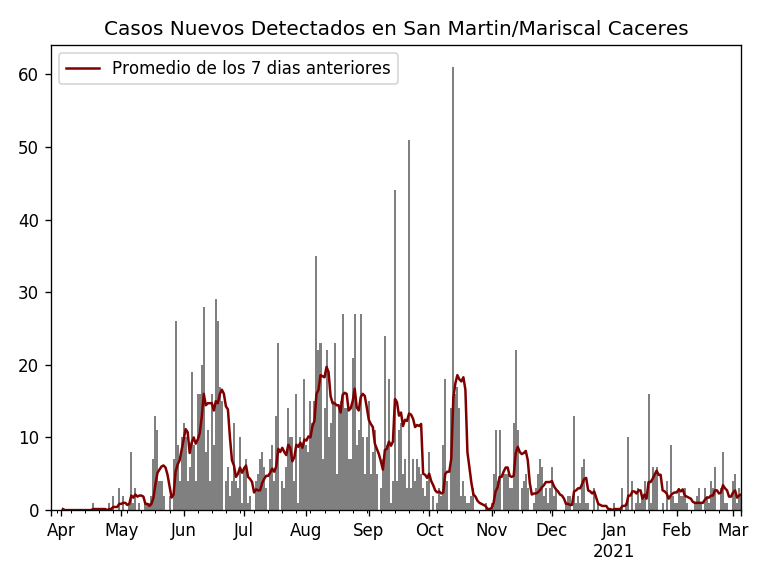 Casos Nuevos Detectados en San Martin/Mariscal Caceres
Promedio de los 7 dias anteriores
60
50
40
30
20
10
0
Apr May Jun Jul Aug Sep Oct Nov Dec Jan Feb Mar
2021